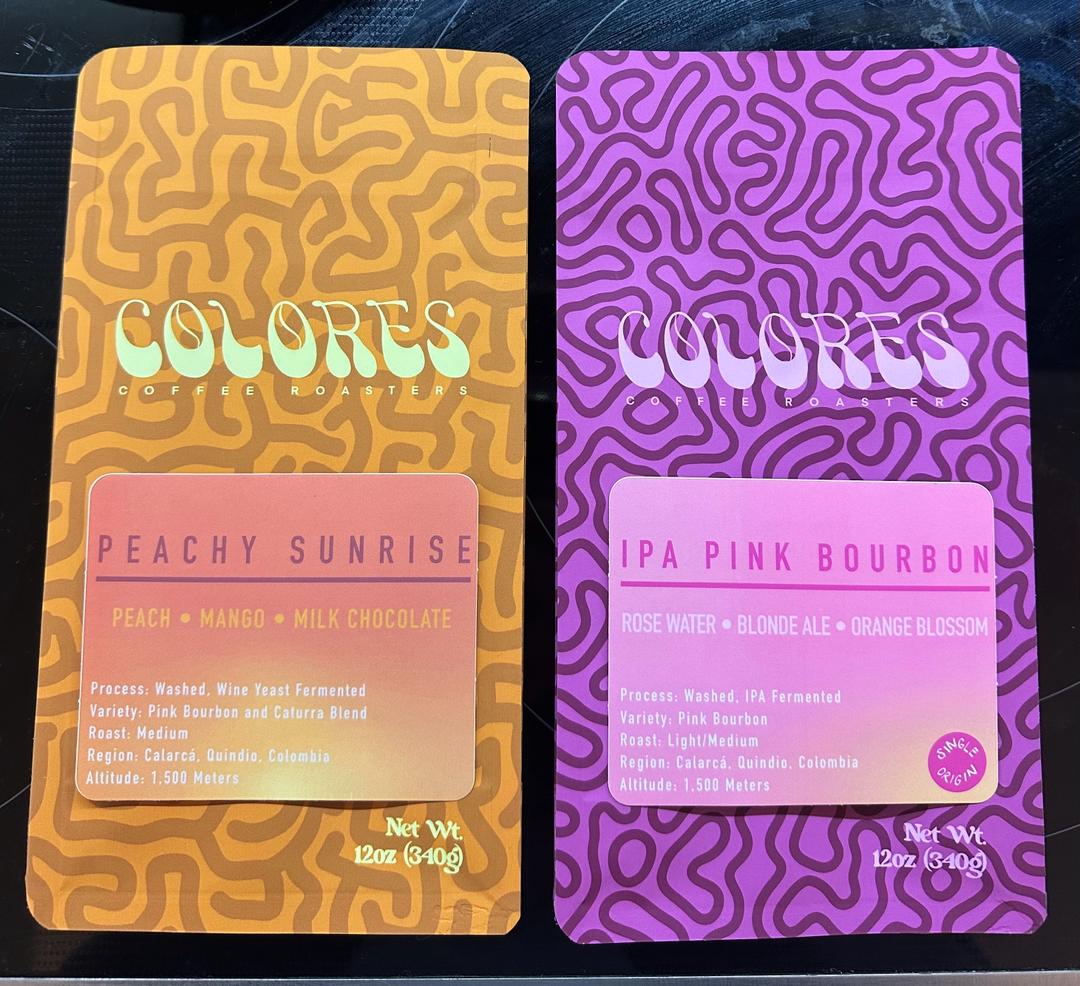 COLORES
COFFEE ROASTERS
PEACHY SUNRISE
PEACH • MANGO • MILK CHOCOLATE
Process: Washed, Wine Yeast Fermented
Variety: Pink Bourbon and Caturra Blend
Roast: Medium
Region: Calarcá, Quindio, Colombia
Altitude: 1,500 Meters
Net Wt.
12oz (340g)
COLORES
COFFEE ROASTERS
IPA PINK BOURBON
ROSE WATER • BLONDE ALE • ORANGE BLOSSOM
Process: Washed, IPA Fermented
Variety: Pink Bourbon
Roast: Light/Medium
Region: Calarcá, Quindio, Colombia
Altitude: 1,500 Meters
SINGLE
ORIGIN
Net Wt.
12oz (340g)